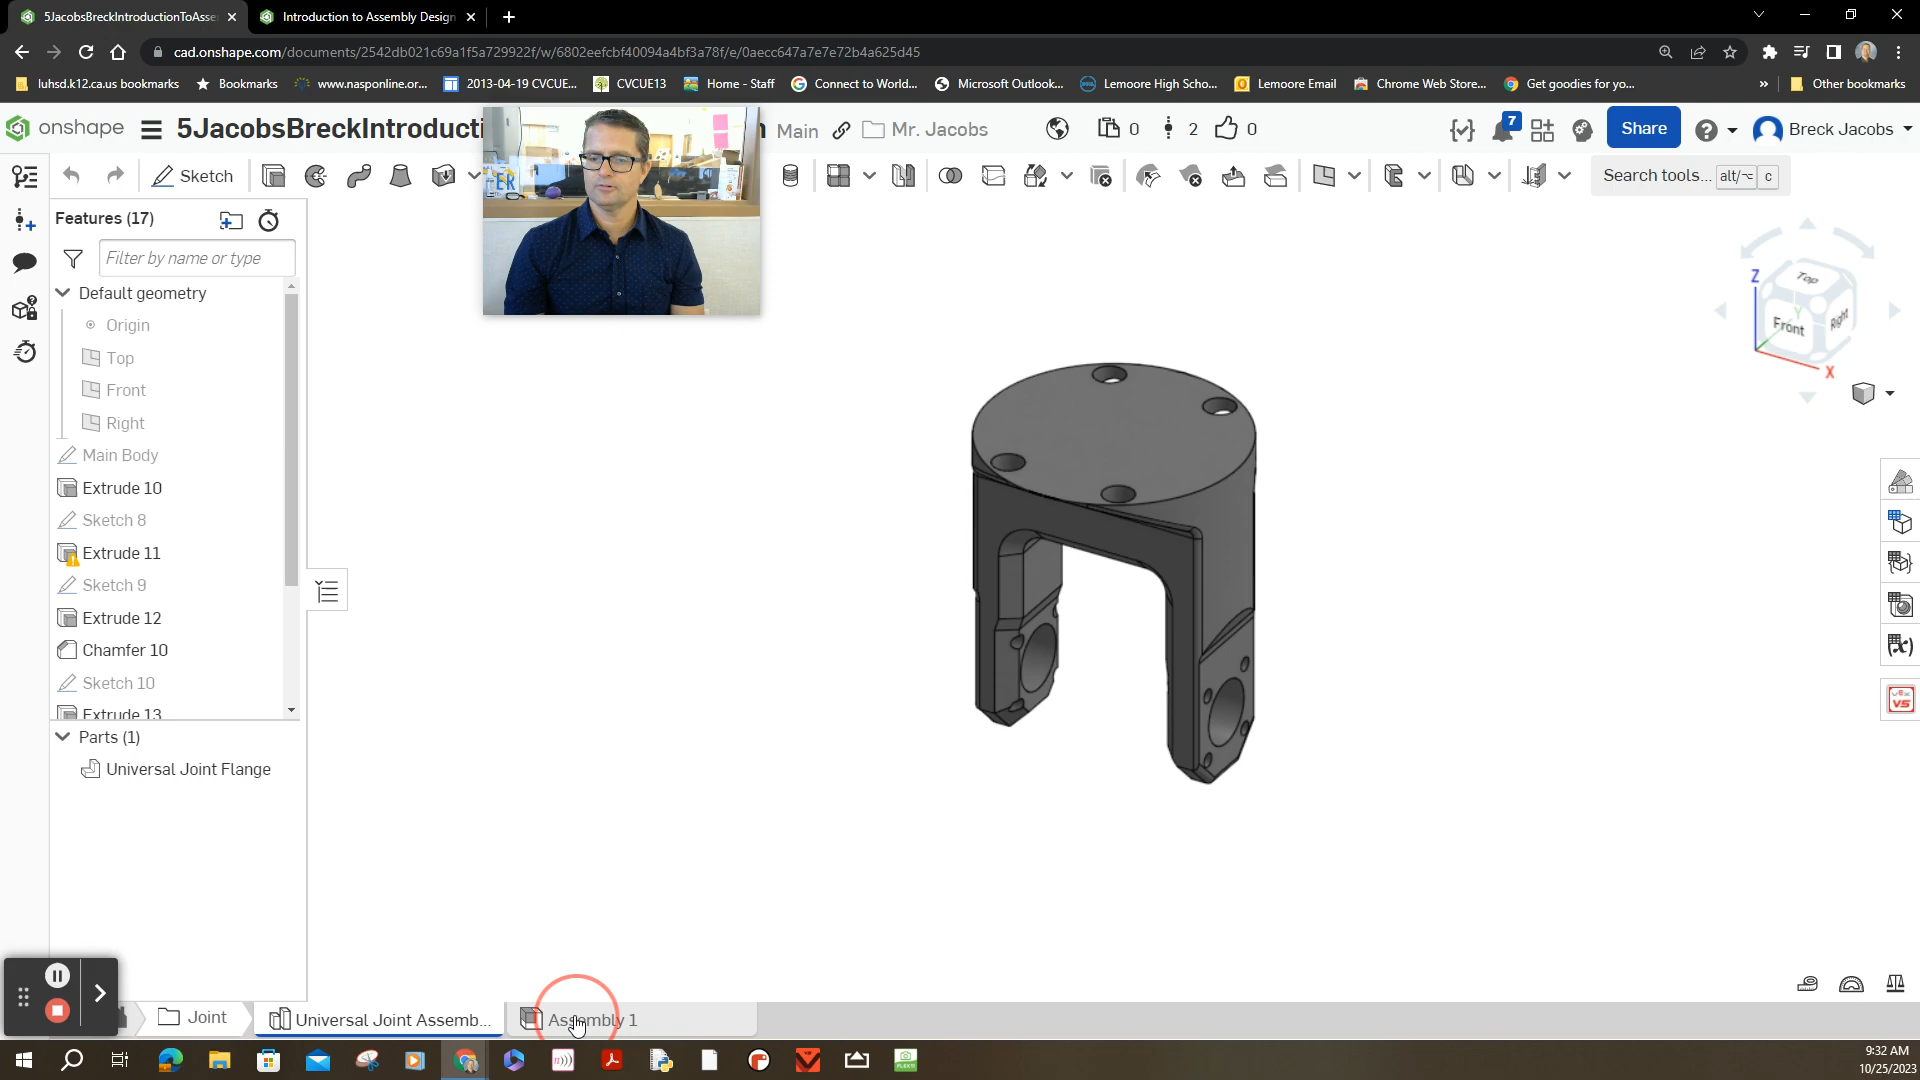 5JacobsBreckIntroductionToAsse
Introduction to Assembly Design
cad.onshape.com/documents/2542db021c69a1f5a729922f/w/6802eefcbf40094a4bf3a78f/e/0aecc647a7e7e72b4a625d45
luhsd.k12.ca.us bookmarks
Bookmarks
www.nasponline.or...
2013-04-19 CVCUE...
CVCUE13
Home - Staff
Connect to World...
Microsoft Outlook...
Lemoore High Scho...
Lemoore Email
Chrome Web Store...
Get goodies for yo...
»
Other bookmarks
onshape
5JacobsBreckIntroducti
Main
Mr. Jacobs
0
2
0
7
Share
Breck Jacobs
Sketch
Search tools... alt/⌥ c
Features (17)
Filter by name or type
Default geometry
Origin
Top
Front
Right
Main Body
Extrude 10
Sketch 8
Extrude 11
Sketch 9
Extrude 12
Chamfer 10
Sketch 10
Extrude 13
Parts (1)
Universal Joint Flange
Z
Top
Y
Front
Right
X
VEX
V5
Joint
Universal Joint Assemb...
Assembly 1
9:32 AM
10/25/2023